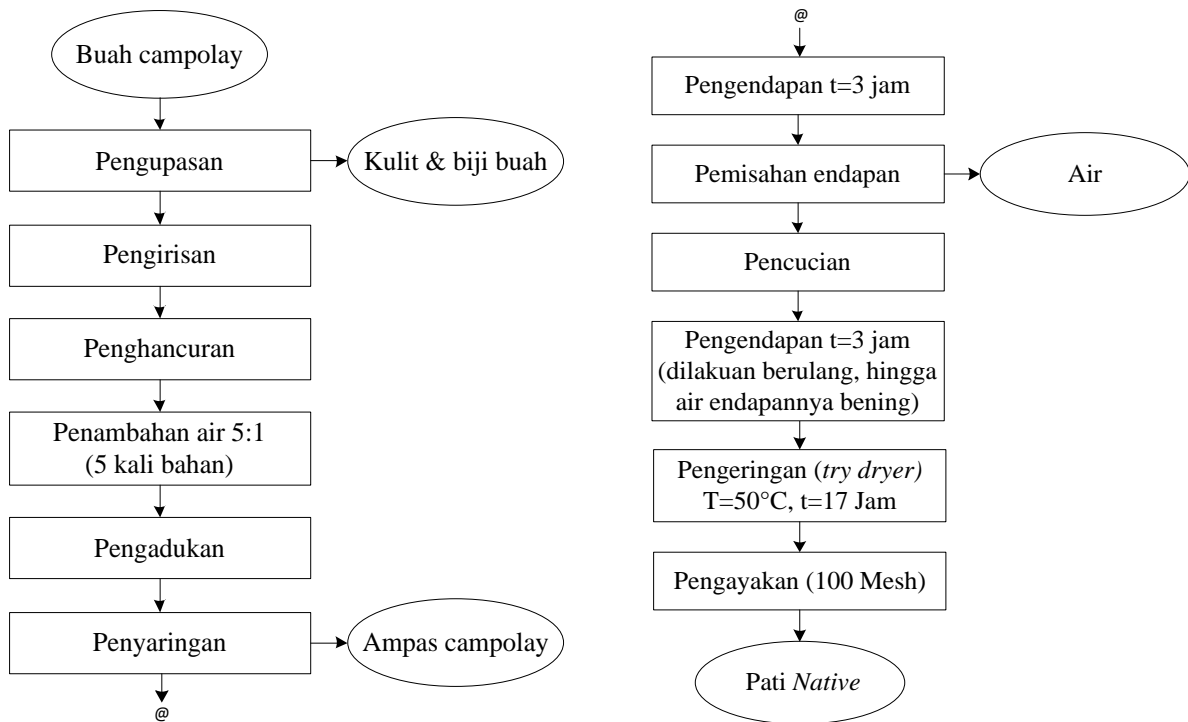 Buah campolay
Pengupasan
Kulit & biji buah
Pengirisan
Penghancuran
Penambahan air 5:1
(5 kali bahan)
Pengadukan
Penyaringan
Ampas campolay
@
@
Pengendapan t=3 jam
Pemisahan endapan
Air
Pencucian
Pengendapan t=3 jam
(dilakuan berulang, hingga
air endapannya bening)
Pengeringan (try dryer)
T=50°C, t=17 Jam
Pengayakan (100 Mesh)
Pati Native